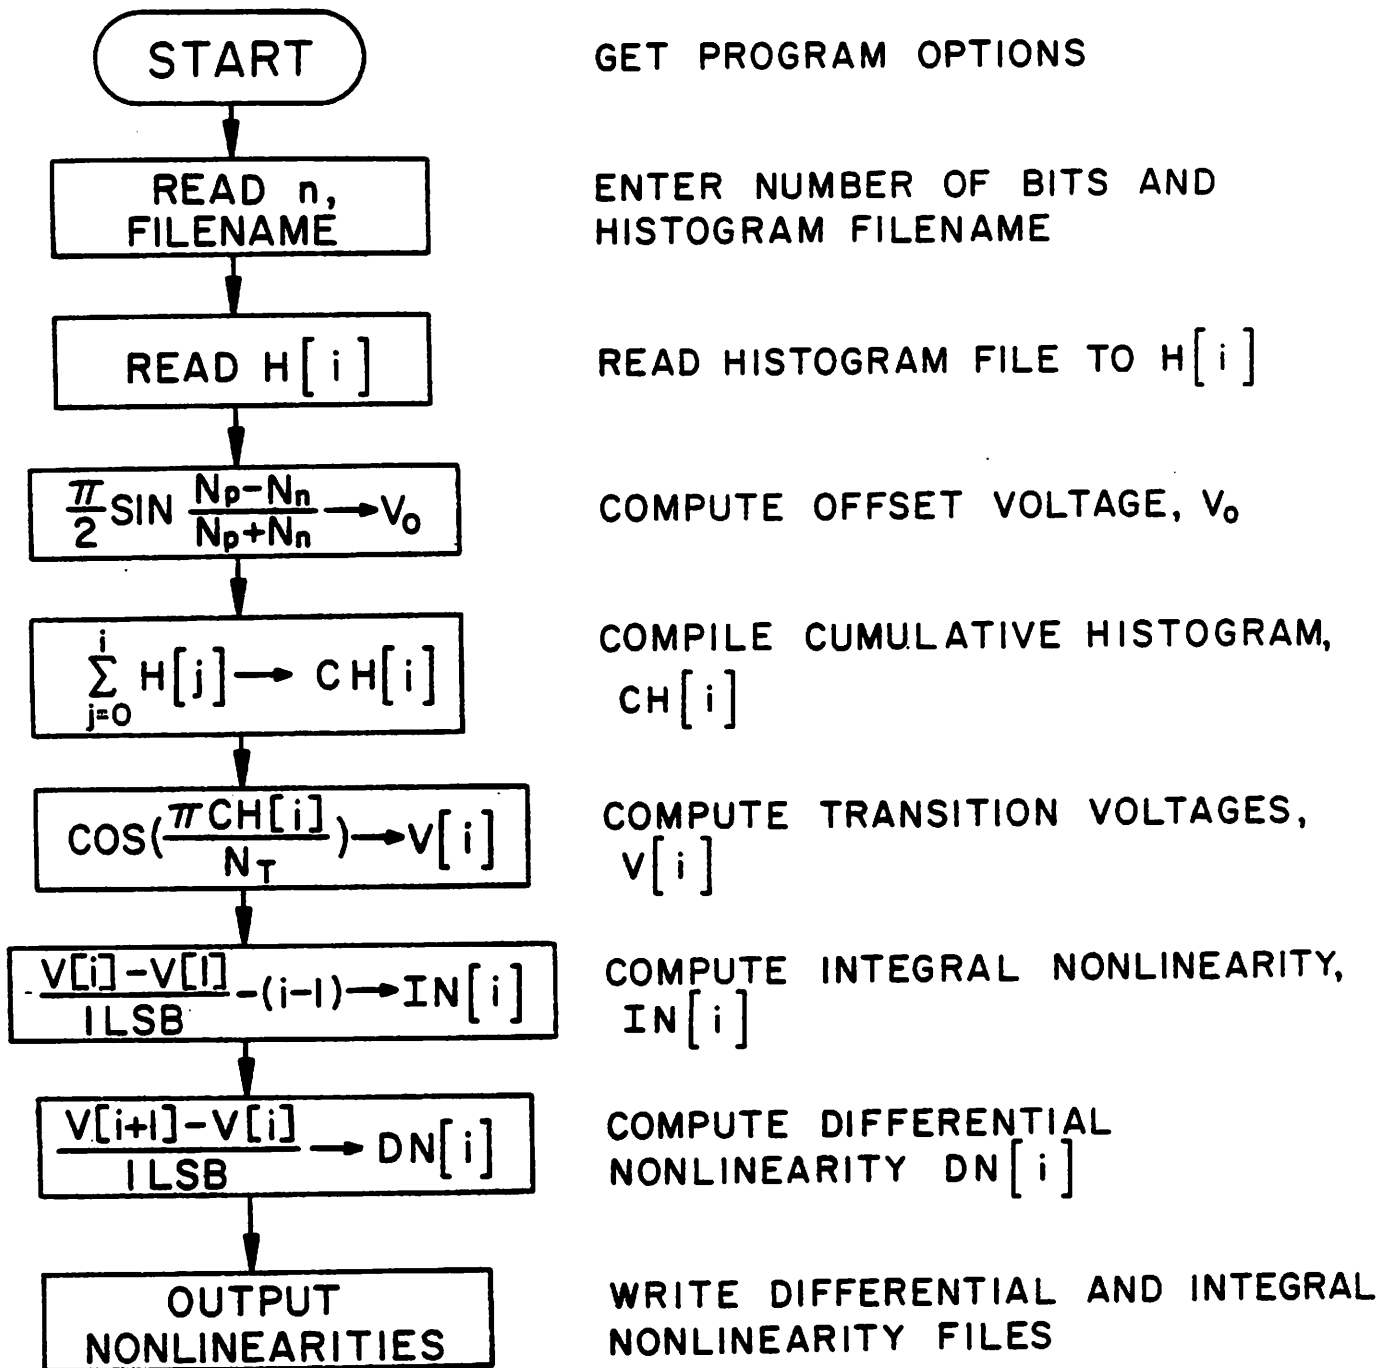 START
GET PROGRAM OPTIONS
READ n,
FILENAME
ENTER NUMBER OF BITS AND
HISTOGRAM FILENAME
READ H[i]
READ HISTOGRAM FILE TO H[i]
π/2 SIN (Np−Nn)/(Np+Nn) → Vo
COMPUTE OFFSET VOLTAGE, Vo
∑ j=0 i H[j] → CH[i]
COMPILE CUMULATIVE HISTOGRAM,
CH[i]
COS(πCH[i]/NT) → V[i]
COMPUTE TRANSITION VOLTAGES,
V[i]
V[i]−V[1]/1LSB −(i−1) → IN[i]
COMPUTE INTEGRAL NONLINEARITY,
IN[i]
V[i+1]−V[i]/1LSB → DN[i]
COMPUTE DIFFERENTIAL
NONLINEARITY DN[i]
OUTPUT
NONLINEARITIES
WRITE DIFFERENTIAL AND INTEGRAL
NONLINEARITY FILES